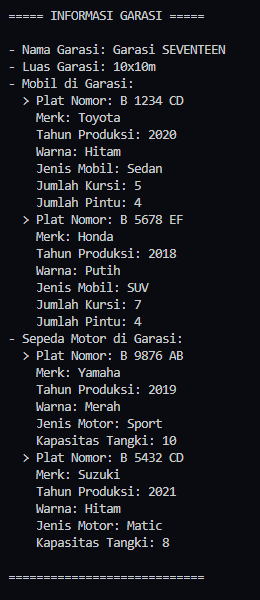 ===== INFORMASI GARASI =====
- Nama Garasi: Garasi SEVENTEEN
- Luas Garasi: 10x10m
- Mobil di Garasi:
> Plat Nomor: B 1234 CD
Merk: Toyota
Tahun Produksi: 2020
Warna: Hitam
Jenis Mobil: Sedan
Jumlah Kursi: 5
Jumlah Pintu: 4
> Plat Nomor: B 5678 EF
Merk: Honda
Tahun Produksi: 2018
Warna: Putih
Jenis Mobil: SUV
Jumlah Kursi: 7
Jumlah Pintu: 4
- Sepeda Motor di Garasi:
> Plat Nomor: B 9876 AB
Merk: Yamaha
Tahun Produksi: 2019
Warna: Merah
Jenis Motor: Sport
Kapasitas Tangki: 10
> Plat Nomor: B 5432 CD
Merk: Suzuki
Tahun Produksi: 2021
Warna: Hitam
Jenis Motor: Matic
Kapasitas Tangki: 8
============================